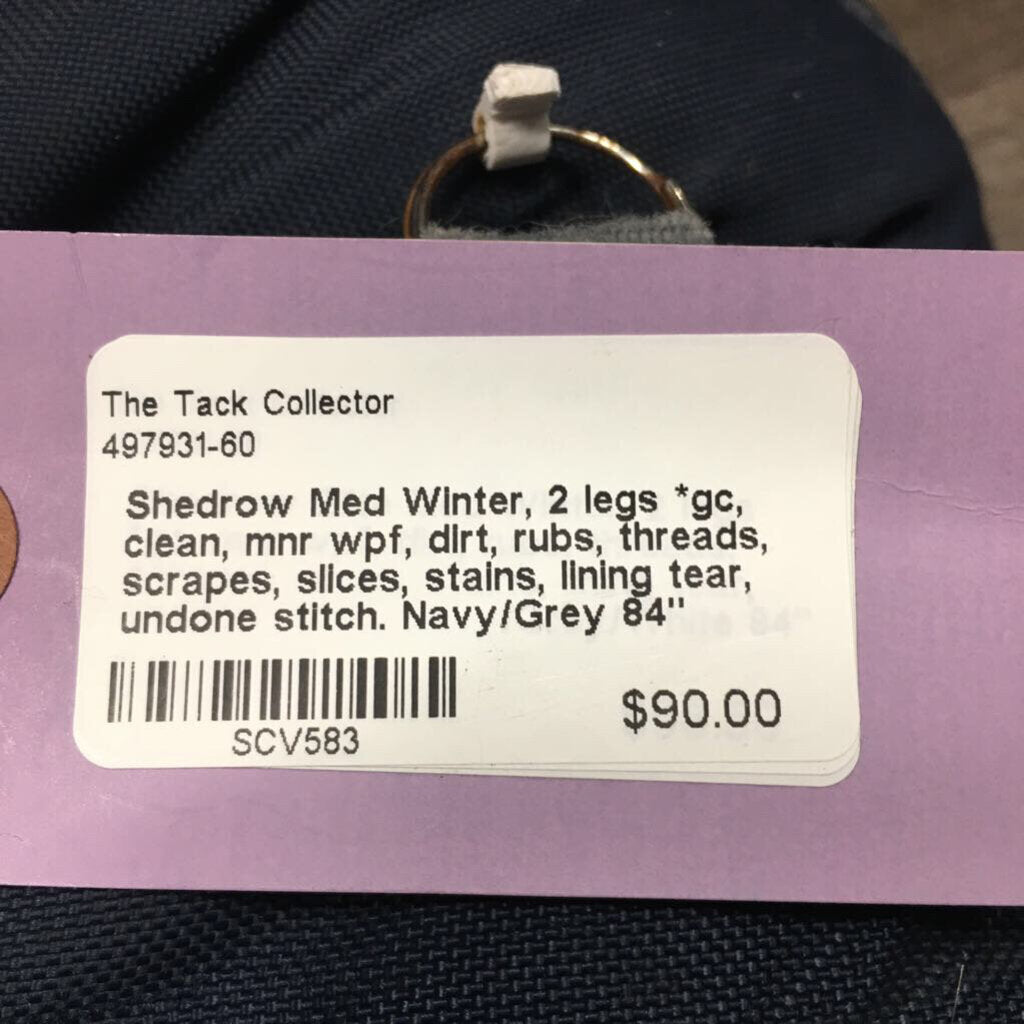 The Tack Collector
497931-60
Shedrow Med Winter, 2 legs *gc,
clean, mnr wpf, dirt, rubs, threads,
scrapes, slices, stains, lining tear,
undone stitch. Navy/Grey 84"
SCV583
$90.00